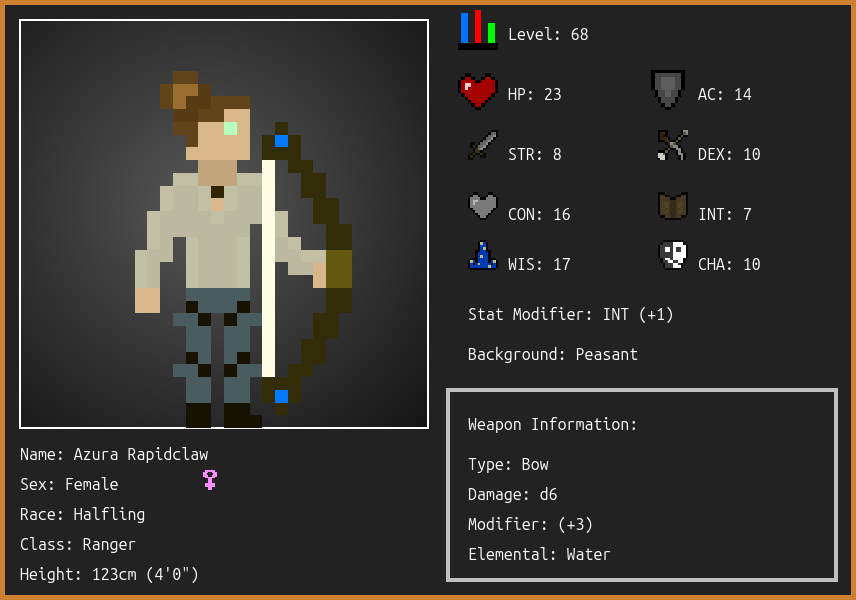 Level: 68
HP: 23
AC: 14
STR: 8
DEX: 10
CON: 16
INT: 7
WIS: 17
CHA: 10
Stat Modifier: INT (+1)
Background: Peasant
Weapon Information:
Type: Bow
Damage: d6
Modifier: (+3)
Elemental: Water
Name: Azura Rapidclaw
Sex: Female
Race: Halfling
Class: Ranger
Height: 123cm (4'0")